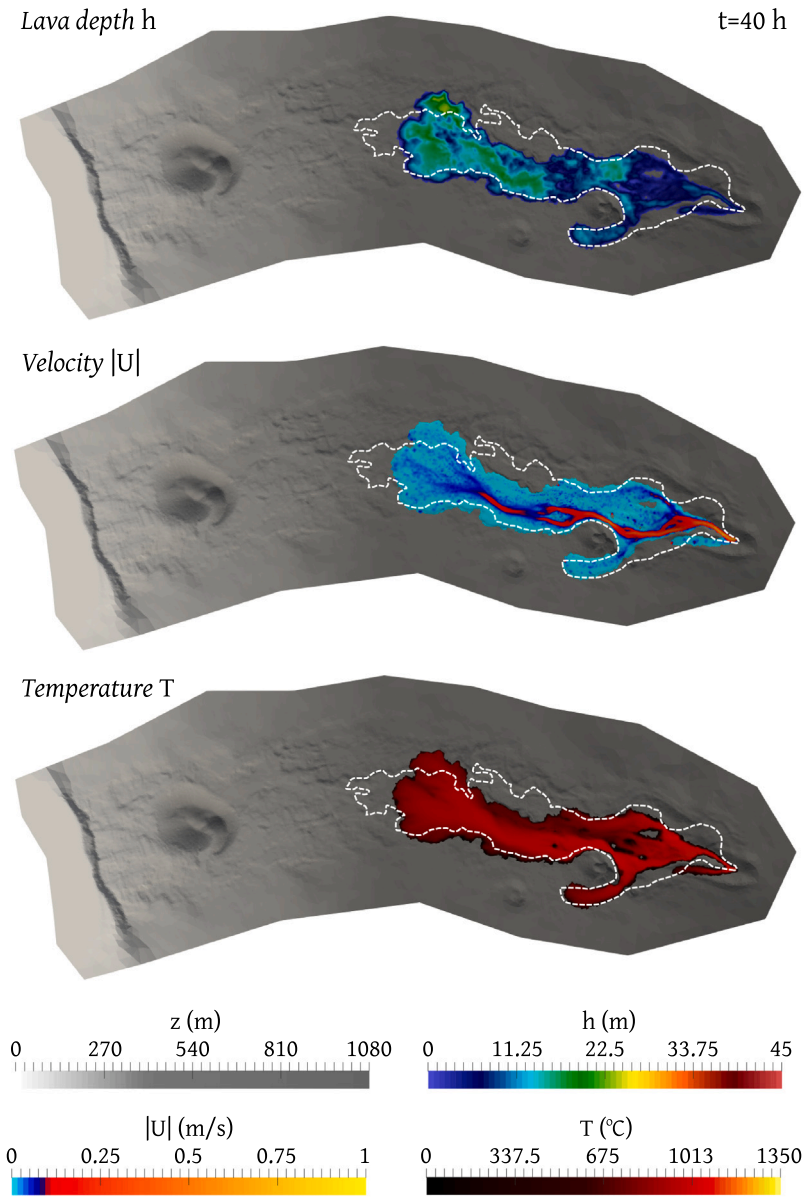 Lava depth h
t=40 h
Velocity |U|
Temperature T
z (m)
0 270 540 810 1080
h (m)
0 11,25 22.5 33.75 45
|U| (m/s)
0 0.25 0.5 0.75 1
T (ºC)
0 337.5 675 1013 1350